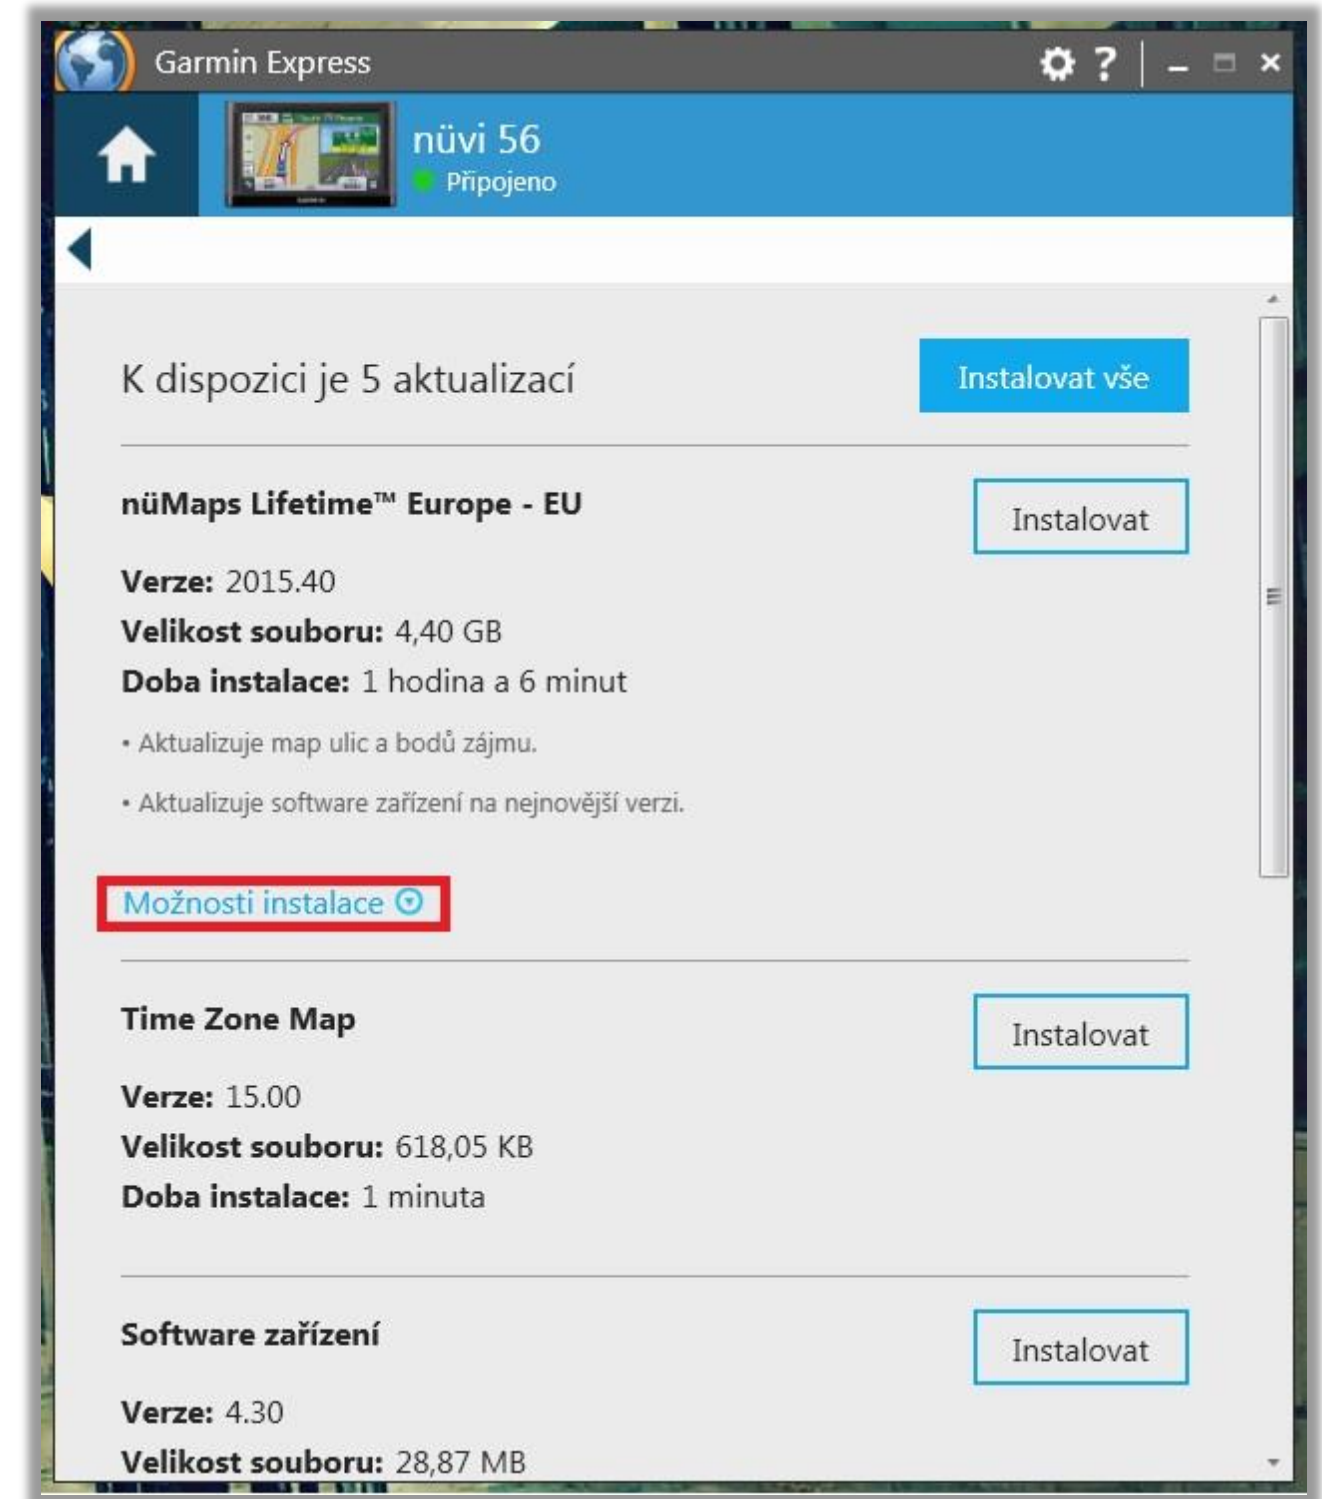 Garmin Express
?
nüvi 56
Připojeno
K dispozici je 5 aktualizací
Instalovat vše
nüMaps Lifetime™ Europe - EU
Instalovat
Verze: 2015.40
Velikost souboru: 4,40 GB
Doba instalace: 1 hodina a 6 minut
• Aktualizuje map ulic a bodů zájmu.
• Aktualizuje software zařízení na nejnovější verzi.
Možnosti instalace
Time Zone Map
Instalovat
Verze: 15.00
Velikost souboru: 618,05 KB
Doba instalace: 1 minuta
Software zařízení
Instalovat
Verze: 4.30
Velikost souboru: 28,87 MB